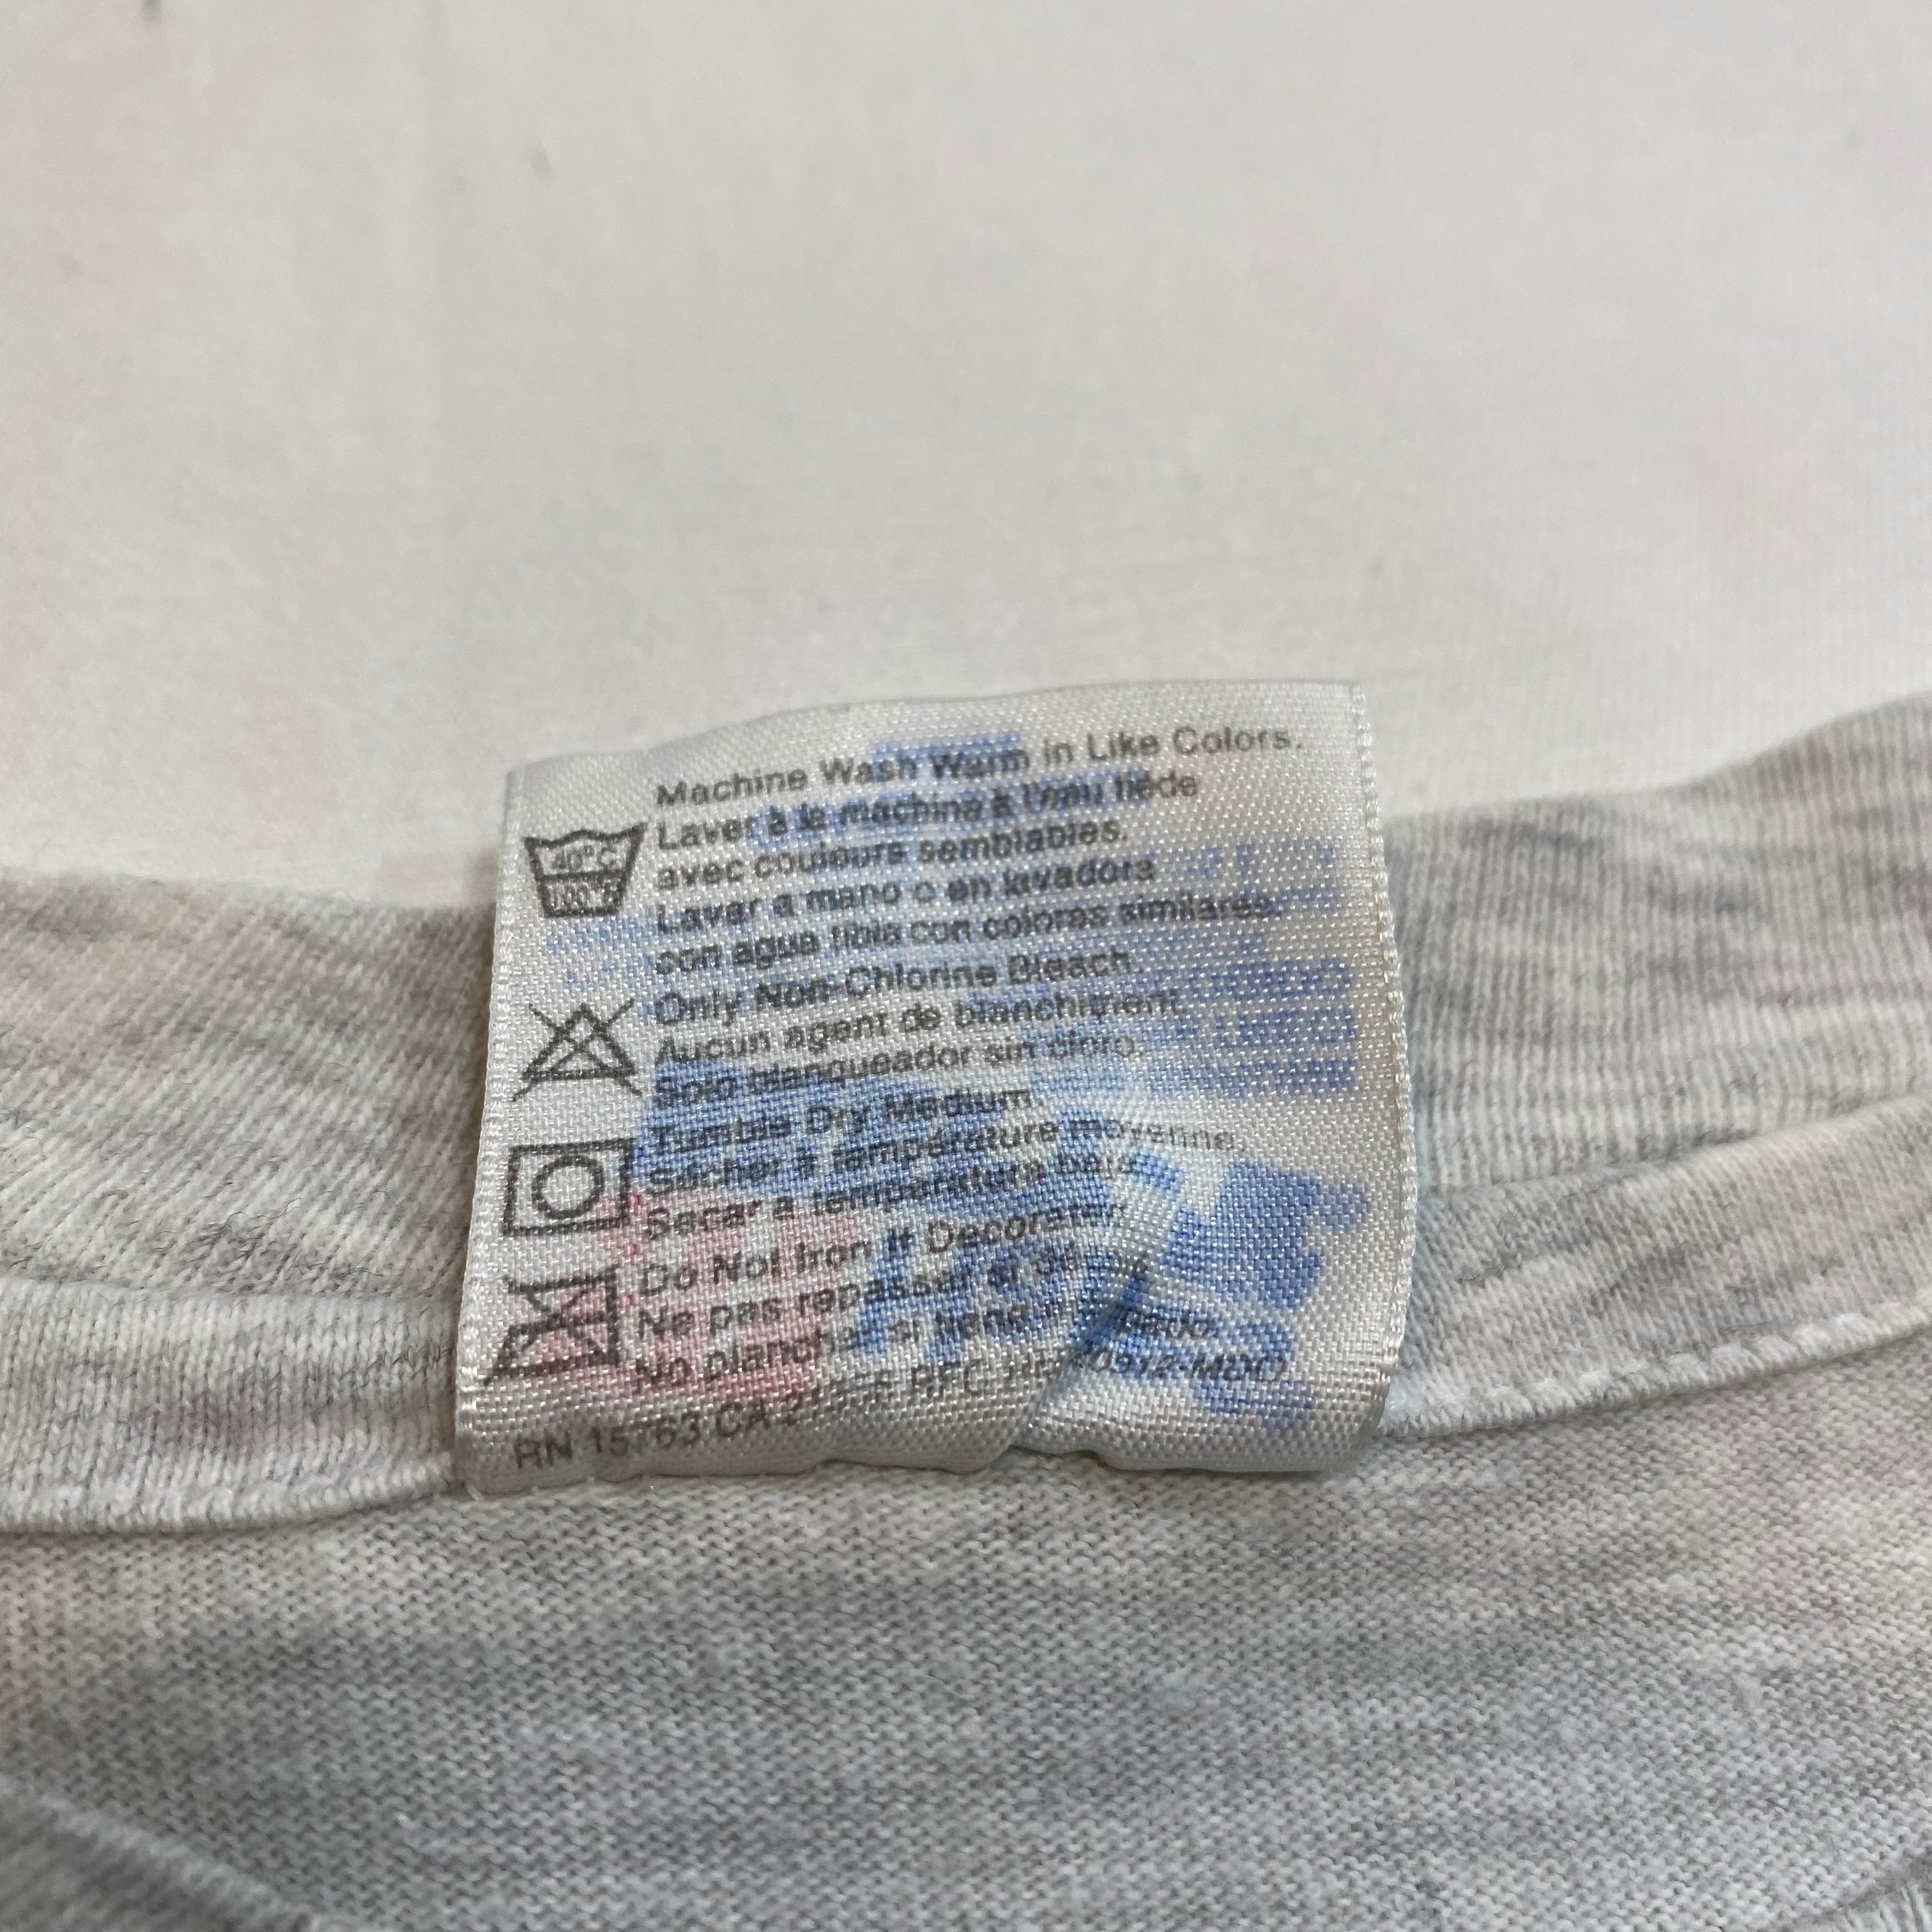 Machine Wash Warm in Like Colors.
Laver à la machine à l'eau tiède
avec couleurs semblables.
40°C
Lavar a mano o en lavadora
con agua tibia con colores similares
Only Non-Chlorine Bleach
Aucun agent de blanchiment
Solo blanqueador sin cloro.
Tumble Dry Medium
Sécher à température moyenne
Secar a temperatura
Do Not Iron If Decorated
Ne pas repasser
No planchar si tiene
RN 15763 CA